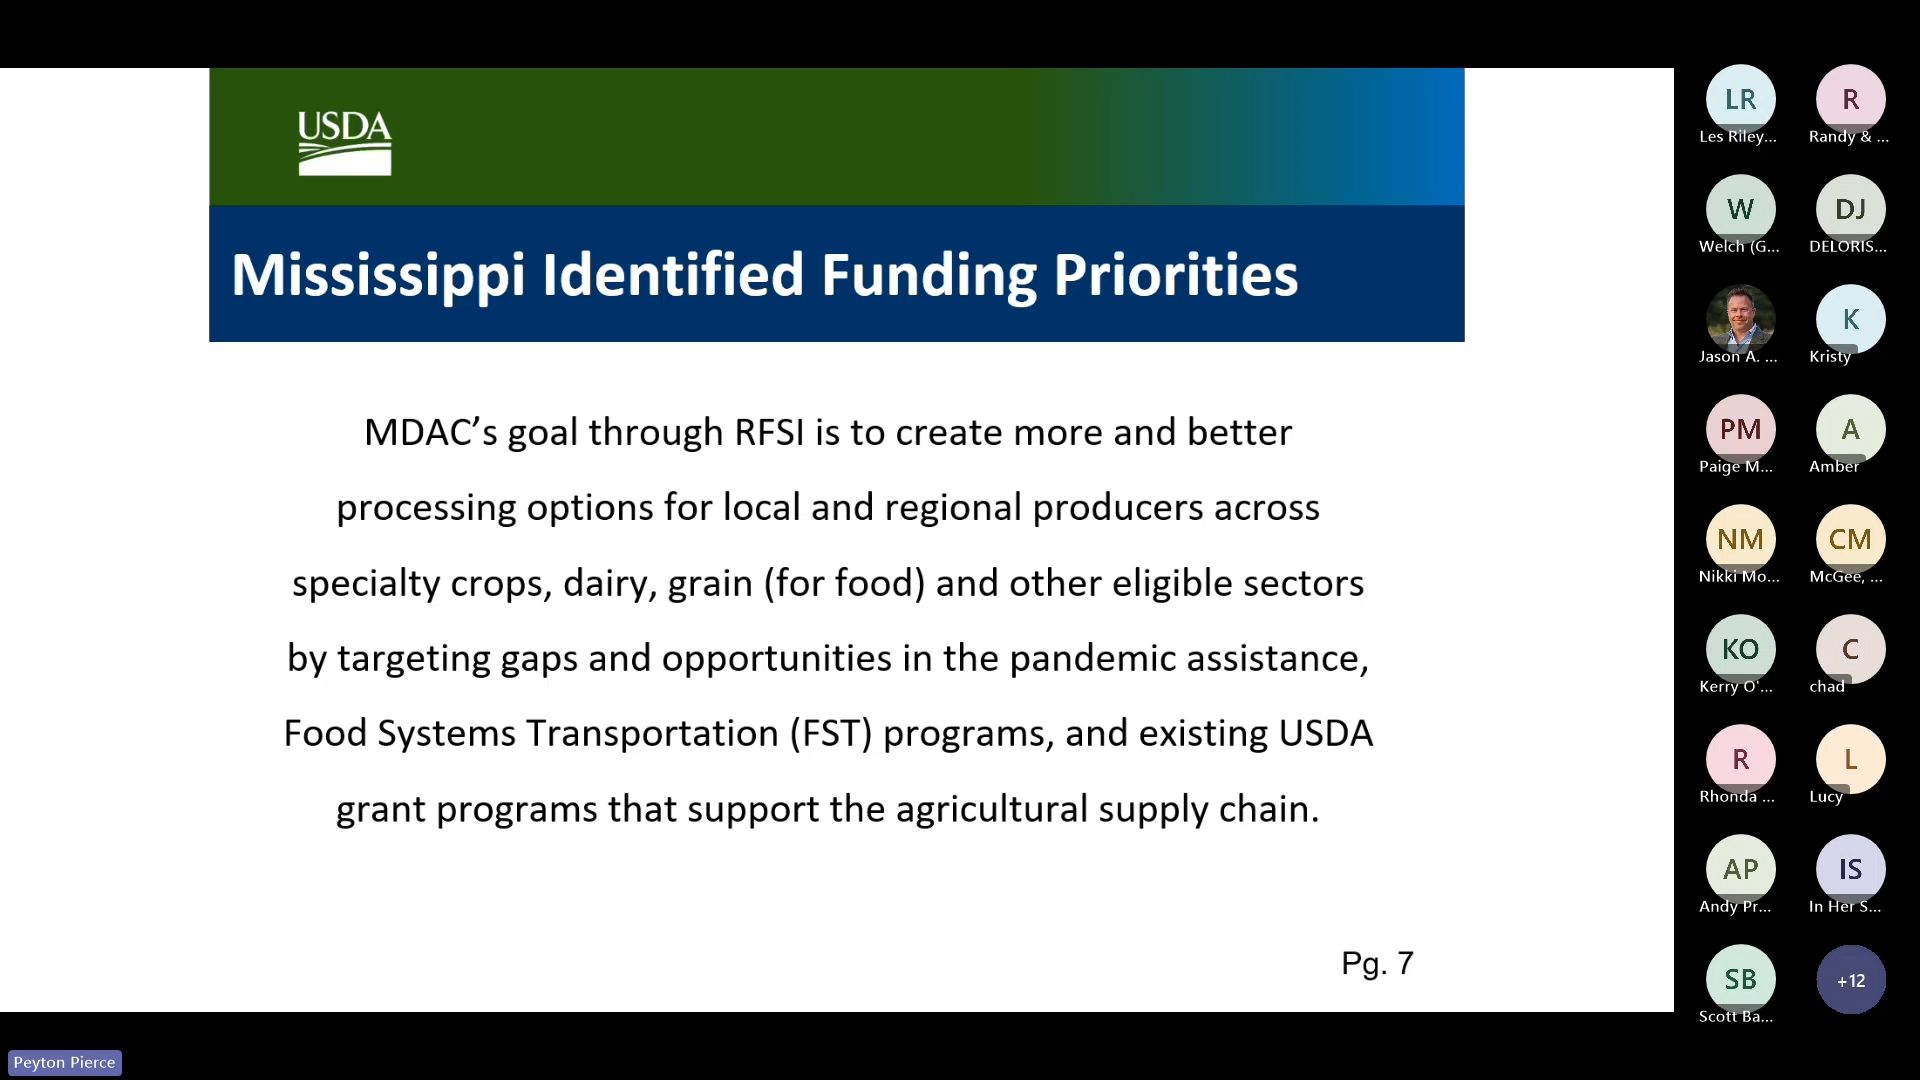 USDA
Mississippi Identified Funding Priorities
MDAC’s goal through RFSI is to create more and better
processing options for local and regional producers across
specialty crops, dairy, grain (for food) and other eligible sectors
by targeting gaps and opportunities in the pandemic assistance,
Food Systems Transportation (FST) programs, and existing USDA
grant programs that support the agricultural supply chain.
Pg. 7
LR
Les Riley...
R
Randy & ...
W
Welch (G...
DJ
DELORIS...
Jason A. ...
K
Kristy
PM
Paige M...
A
Amber
NM
Nikki Mo...
CM
McGee, ...
KO
Kerry O'...
C
chad
R
Rhonda ...
L
Lucy
AP
Andy Pr...
IS
In Her S...
SB
Scott Ba...
+12
Peyton Pierce